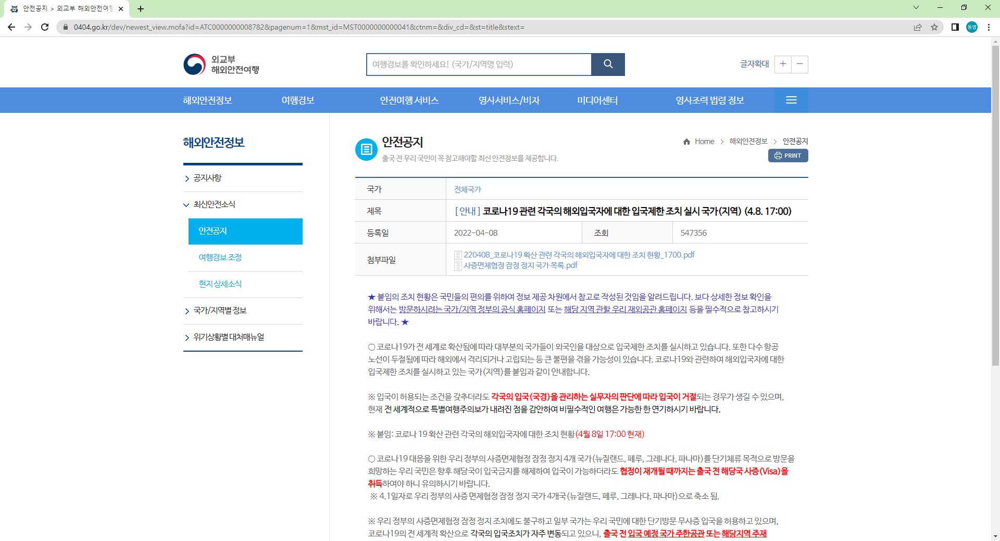 안전공지 > 외교부 해외안전여행
0404.go.kr/dev/newest_view.mofa?id=ATC0000000008782&pagenum=1&mst_id=MST0000000000041&ctnm=&div_cd=&st=title&stext=
동영
외교부
해외안전여행
여행경보를 확인하세요! (국가/지역명 입력)
글자확대 + −
해외안전정보 여행경보 안전여행 서비스 영사서비스/비자 미디어센터 영사조력 법령 정보
해외안전정보
공지사항
최신안전소식
안전공지
여행경보 조정
현지 상세소식
국가/지역별 정보
위기상황별 대처매뉴얼
안전공지
출국 전 우리 국민이 꼭 참고해야할 최신 안전정보를 제공합니다.
Home > 해외안전정보 > 안전공지
PRINT
국가 전체국가
제목 [ 안내 ] 코로나19 관련 각국의 해외입국자에 대한 입국제한 조치 실시 국가(지역) (4.8. 17:00)
등록일 2022-04-08 조회 547356
첨부파일 220408_코로나19 확산 관련 각국의 해외입국자에 대한 조치 현황_1700.pdf
사증면제협정 잠정 정지 국가 목록.pdf
★ 붙임의 조치 현황은 국민들의 편의를 위하여 정보 제공 차원에서 참고로 작성된 것임을 알려드립니다. 보다 상세한 정보 확인을
위해서는 방문하시려는 국가/지역 정부의 공식 홈페이지 또는 해당 지역 관할 우리 재외공관 홈페이지 등을 필수적으로 참고하시기
바랍니다. ★
○ 코로나19가 전 세계로 확산됨에 따라 대부분의 국가들이 외국인을 대상으로 입국제한 조치를 실시하고 있습니다. 또한 다수 항공
노선이 두절됨에 따라 해외에서 격리되거나 고립되는 등 큰 불편을 겪을 가능성이 있습니다. 코로나19와 관련하여 해외입국자에 대한
입국제한 조치를 실시하고 있는 국가(지역)를 붙임과 같이 안내합니다.
※ 입국이 허용되는 조건을 갖추더라도 각국의 입국(국경)을 관리하는 실무자의 판단에 따라 입국이 거절되는 경우가 생길 수 있으며,
현재 전 세계적으로 특별여행주의보가 내려진 점을 감안하여 비필수적인 여행은 가능한 한 연기하시기 바랍니다.
※ 붙임: 코로나 19 확산 관련 각국의 해외입국자에 대한 조치 현황(4월 8일 17:00 현재)
○ 코로나19 대응을 위한 우리 정부의 사증면제협정 잠정 정지 4개 국가(뉴질랜드, 페루, 그레나다, 파나마)를 단기체류 목적으로 방문을
희망하는 우리 국민은 향후 해당국이 입국금지를 해제하여 입국이 가능하더라도 협정이 재개될 때까지는 출국 전 해당국 사증(Visa)을
취득하여야 하니 유의하시기 바랍니다.
※ 4.1일자로 우리 정부의 사증 면제협정 잠정 정지 국가 4개국(뉴질랜드, 페루, 그레나다, 파나마)으로 축소 됨.
※ 우리 정부의 사증면제협정 잠정 정지 조치에도 불구하고 일부 국가는 우리 국민에 대한 단기방문 무사증 입국을 허용하고 있으며,
코로나19의 전 세계적 확산으로 각국의 입국조치가 자주 변동되고 있으니, 출국 전 입국 예정 국가 주한공관 또는 해당지역 주재